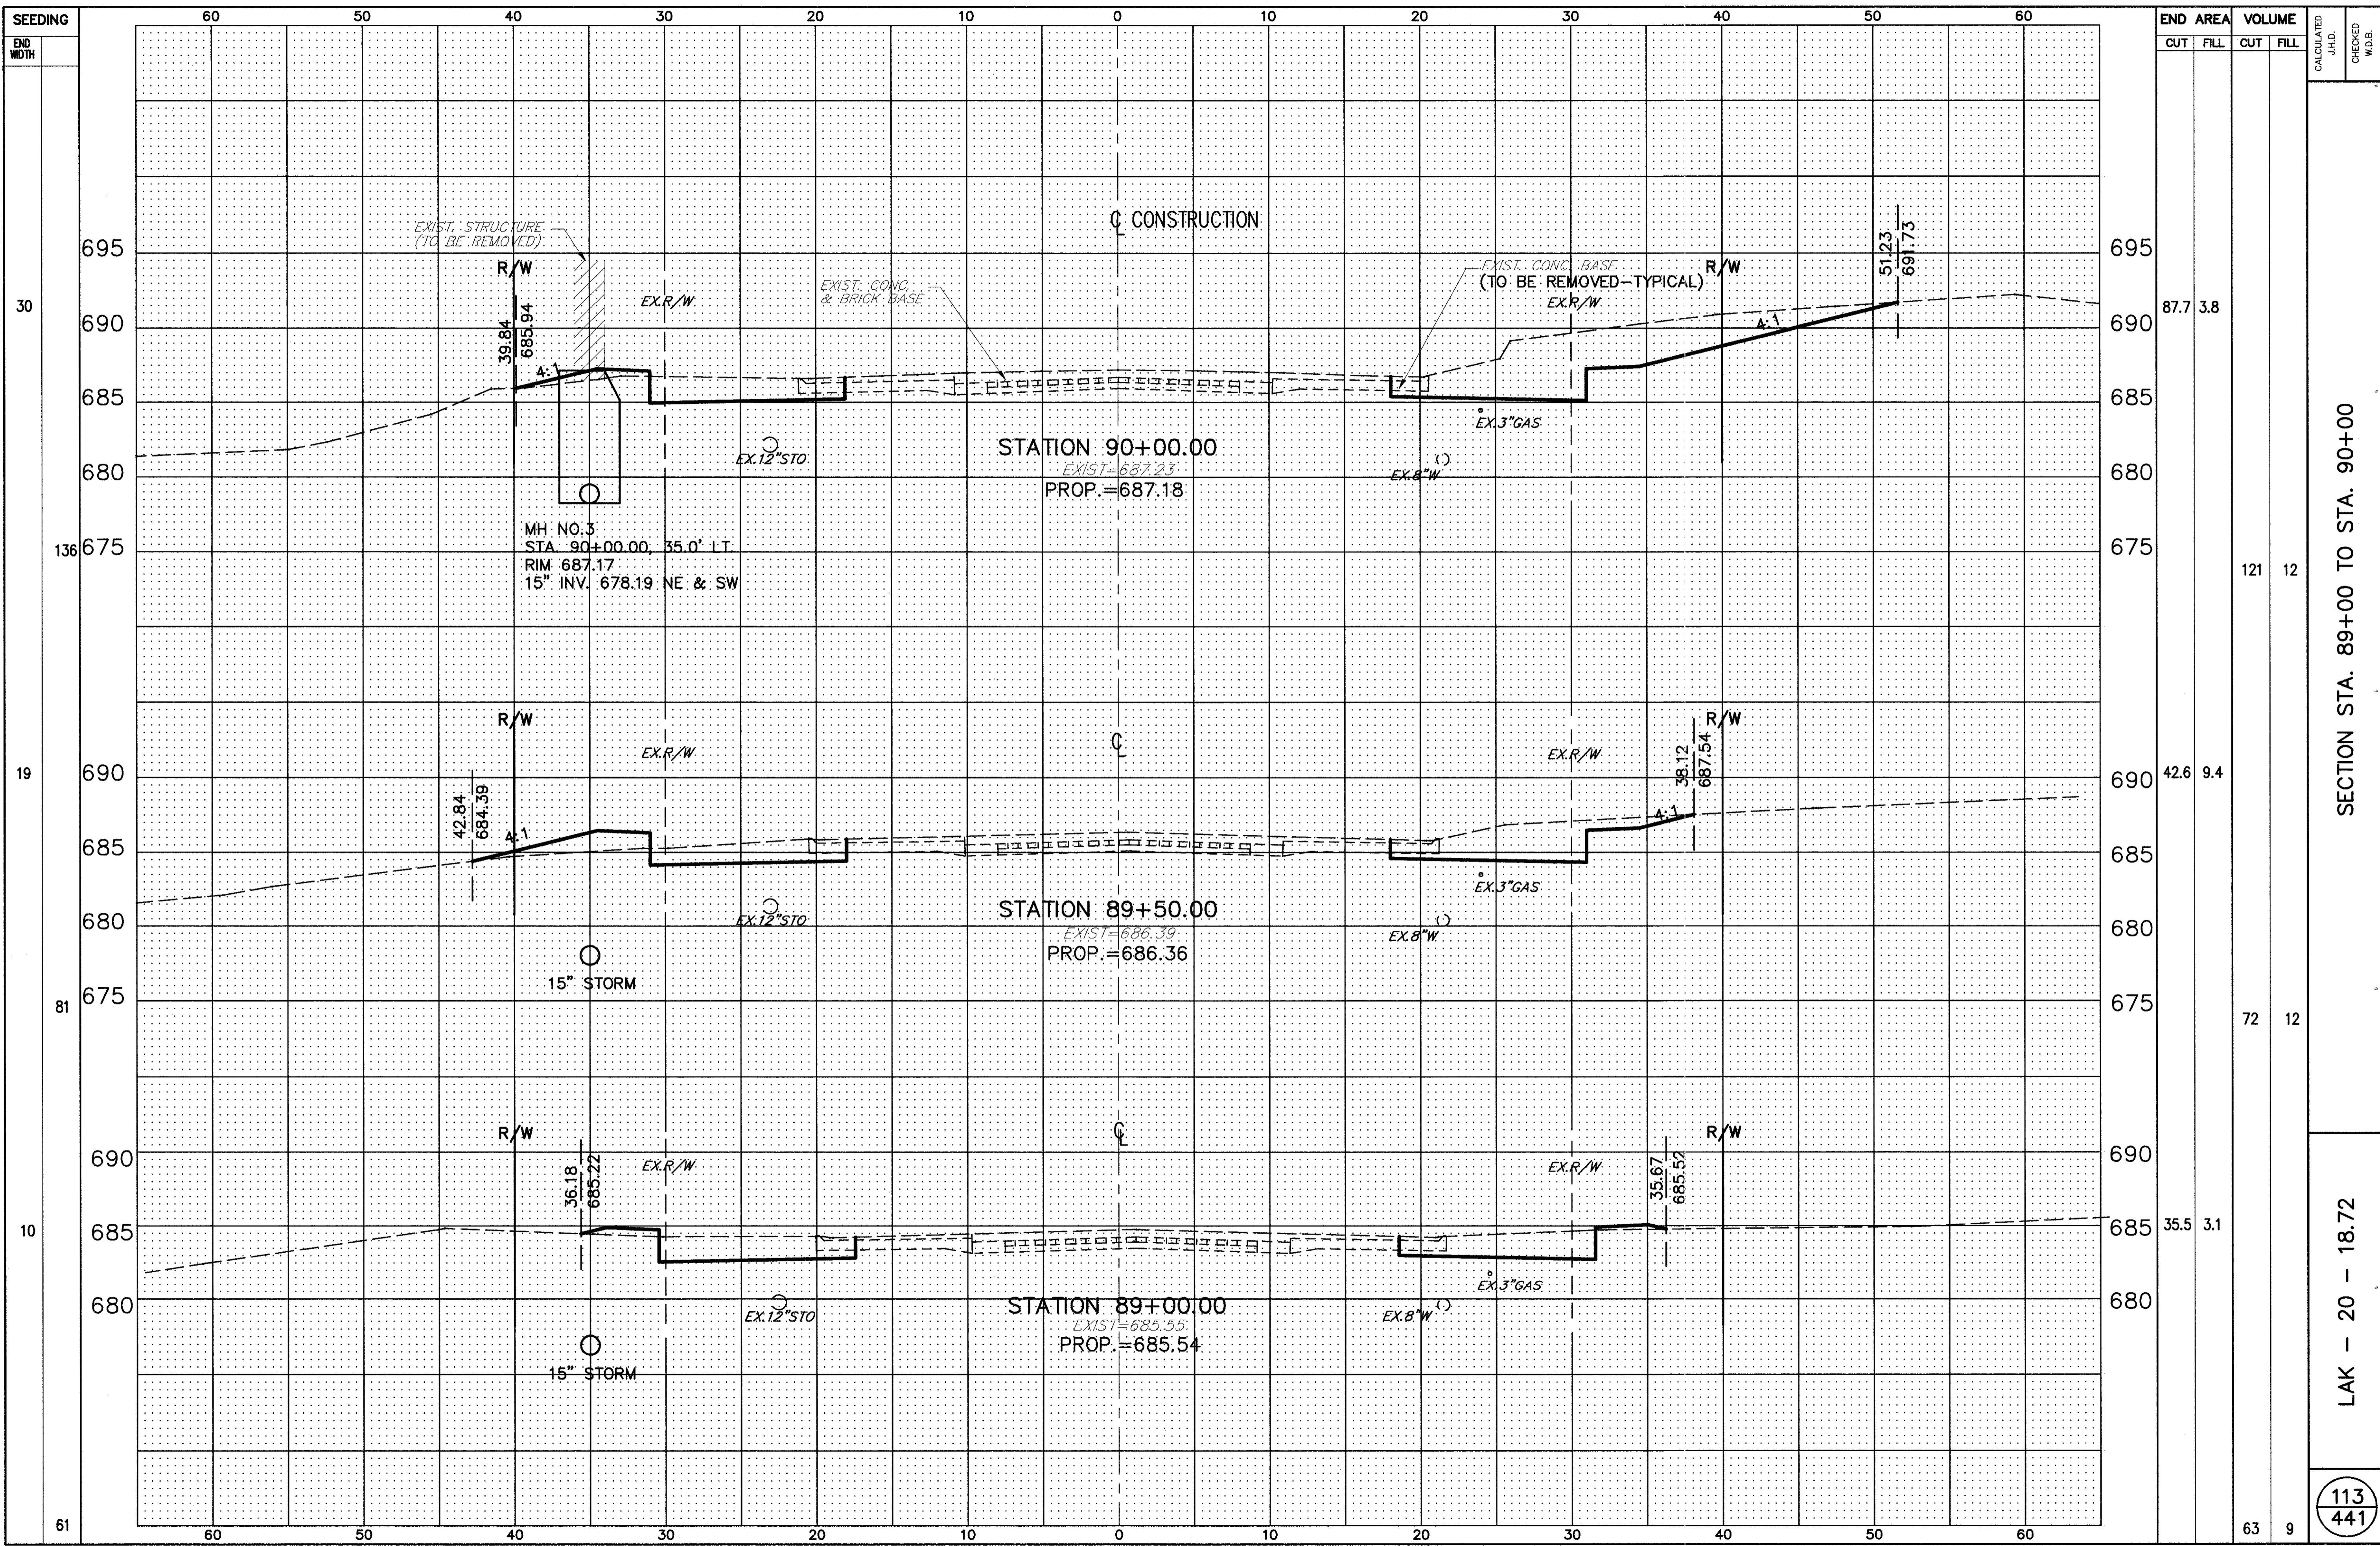 SEEDING
END WIDTH
60 50 40 30 20 10 0 10 20 30 40 50 60
END AREA VOLUME
CUT FILL CUT FILL
CALCULATED
J.H.D.
CHECKED
W.D.B.
℄ CONSTRUCTION
EXIST. STRUCTURE
(TO BE REMOVED)
695
R/W
EX.R/W
EXIST. CONC.
& BRICK BASE
EXIST. CONC. BASE
(TO BE REMOVED-TYPICAL)
EX.R/W
R/W
51.23
691.73
695
30
690
39.84
685.94
4:1
4:1
690
87.7 3.8
685
685
EX.3"GAS
680
EX.12"STO
STATION 90+00.00
EXIST=687.23
PROP.=687.18
EX.8"W
680
MH NO.3
STA. 90+00.00, 35.0' LT.
RIM 687.17
15" INV. 678.19 NE & SW
136
675
675
121 12
R/W
EX.R/W
℄
EX.R/W
R/W
19
690
42.84
684.39
4:1
38.12
687.54
4:1
690
42.6 9.4
685
685
EX.3"GAS
680
EX.12"STO
STATION 89+50.00
EXIST=686.39
PROP.=686.36
EX.8"W
680
15" STORM
81
675
675
72 12
R/W
EX.R/W
℄
EX.R/W
R/W
690
36.18
685.22
35.67
685.52
690
10
685
685
35.5 3.1
EX.3"GAS
680
EX.12"STO
STATION 89+00.00
EXIST=685.55
PROP.=685.54
EX.8"W
680
15" STORM
61
63 9
60 50 40 30 20 10 0 10 20 30 40 50 60
SECTION STA. 89+00 TO STA. 90+00
LAK - 20 - 18.72
113
441